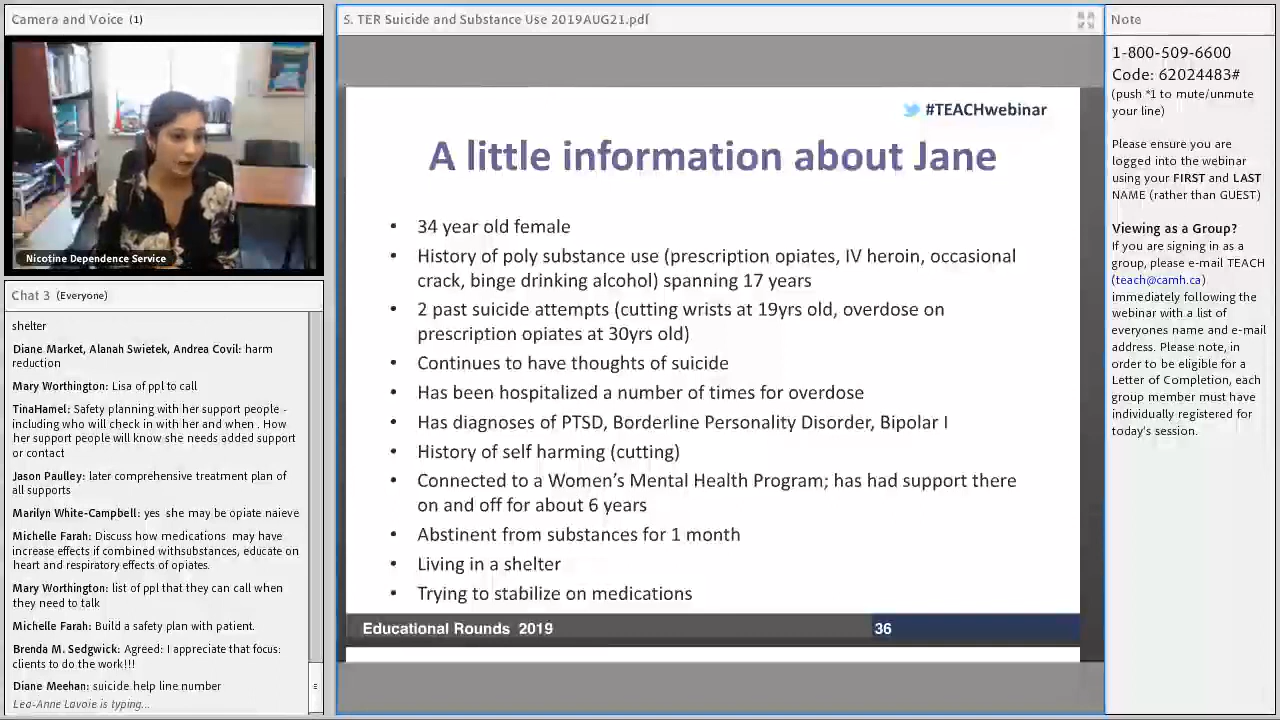 Camera and Voice (1)
Nicotine Dependence Service
Chat 3 (Everyone)
shelter
Diane Market, Alanah Swietek, Andrea Covil: harm
reduction
Mary Worthington: Lisa of ppl to call
TinaHamel: Safety planning with her support people -
including who will check in with her and when . How
her support people will know she needs added support
or contact
Jason Paulley: later comprehensive treatment plan of
all supports
Marilyn White-Campbell: yes she may be opiate naieve
Michelle Farah: Discuss how medications may have
increase effects if combined withsubstances, educate on
heart and respiratory effects of opiates.
Mary Worthington: list of ppl that they can call when
they need to talk
Michelle Farah: Build a safety plan with patient.
Brenda M. Sedgwick: Agreed: I appreciate that focus:
clients to do the work!!!
Diane Meehan: suicide help line number
Lea-Anne Lavoie is typing...
5. TER Suicide and Substance Use 2019AUG21.pdf
#TEACHwebinar
A little information about Jane
• 34 year old female
• History of poly substance use (prescription opiates, IV heroin, occasional
crack, binge drinking alcohol) spanning 17 years
• 2 past suicide attempts (cutting wrists at 19yrs old, overdose on
prescription opiates at 30yrs old)
• Continues to have thoughts of suicide
• Has been hospitalized a number of times for overdose
• Has diagnoses of PTSD, Borderline Personality Disorder, Bipolar I
• History of self harming (cutting)
• Connected to a Women's Mental Health Program; has had support there
on and off for about 6 years
• Abstinent from substances for 1 month
• Living in a shelter
• Trying to stabilize on medications
Educational Rounds 2019
36
Note
1-800-509-6600
Code: 62024483#
(push *1 to mute/unmute
your line)
Please ensure you are
logged into the webinar
using your FIRST and LAST
NAME (rather than GUEST)
Viewing as a Group?
If you are signing in as a
group, please e-mail TEACH
(teach@camh.ca)
immediately following the
webinar with a list of
everyones name and e-mail
address. Please note, in
order to be eligible for a
Letter of Completion, each
group member must have
individually registered for
today's session.